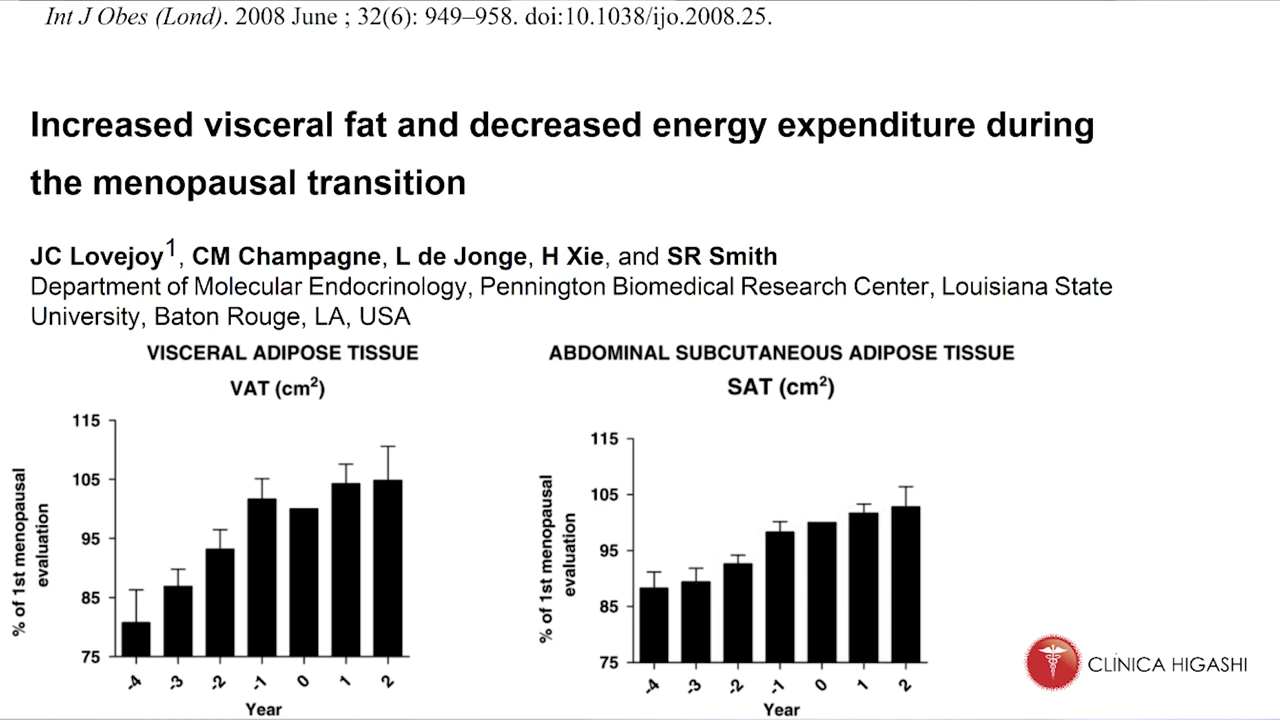 Int J Obes (Lond). 2008 June ; 32(6): 949–958. doi:10.1038/ijo.2008.25.
Increased visceral fat and decreased energy expenditure during
the menopausal transition
JC Lovejoy1, CM Champagne, L de Jonge, H Xie, and SR Smith
Department of Molecular Endocrinology, Pennington Biomedical Research Center, Louisiana State
University, Baton Rouge, LA, USA
VISCERAL ADIPOSE TISSUE
VAT (cm2)
% of 1st menopausal
evaluation
115
105
95
85
75
-4 -3 -2 -1 0 1 2
Year
ABDOMINAL SUBCUTANEOUS ADIPOSE TISSUE
SAT (cm2)
% of 1st menopausal
evaluation
115
105
95
85
75
-4 -3 -2 -1 0 1 2
Year
CLÍNICA HIGASHI